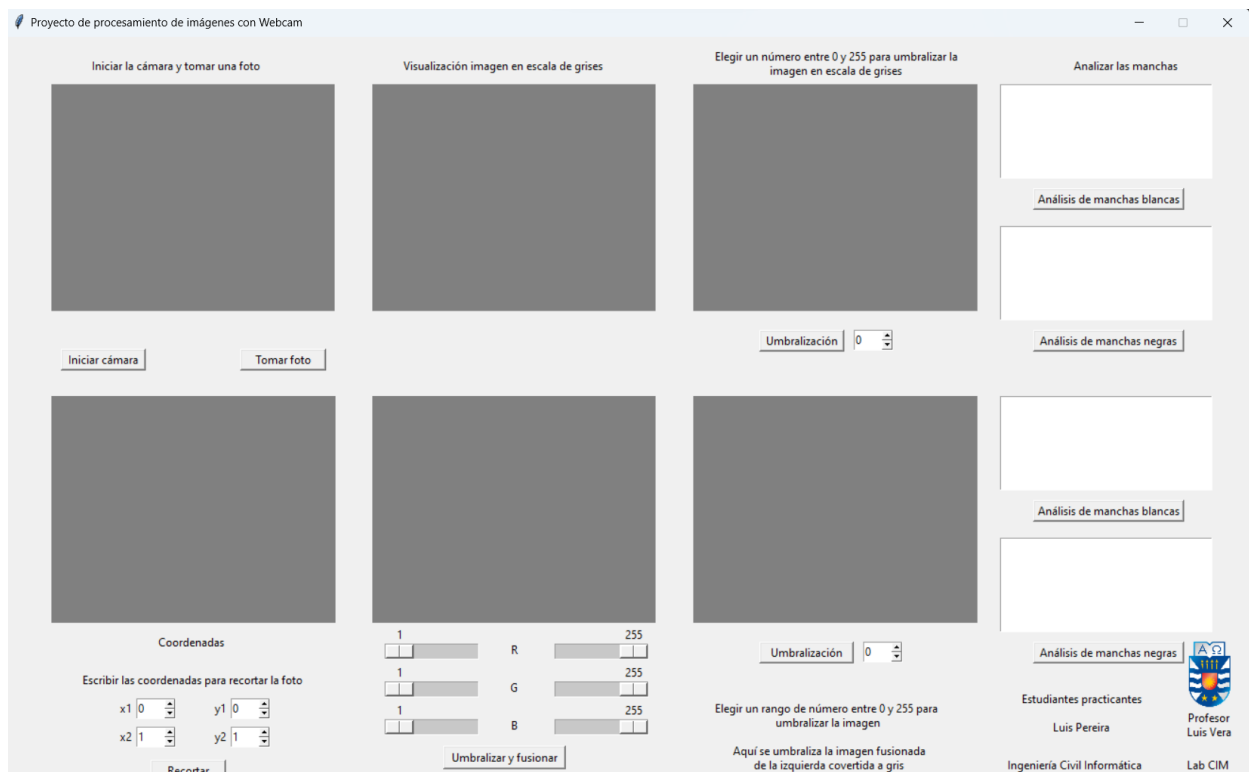 Proyecto de procesamiento de imágenes con Webcam
Iniciar la cámara y tomar una foto
Visualización imagen en escala de grises
Elegir un número entre 0 y 255 para umbralizar la
imagen en escala de grises
Analizar las manchas
Análisis de manchas blancas
Umbralización 0
Análisis de manchas negras
Iniciar cámara
Tomar foto
Análisis de manchas blancas
Coordenadas
Escribir las coordenadas para recortar la foto
x1 0 y1 0
x2 1 y2 1
Recortar
1 R 255
1 G 255
1 B 255
Umbralizar y fusionar
Umbralización 0
Elegir un rango de número entre 0 y 255 para
umbralizar la imagen
Aquí se umbraliza la imagen fusionada
de la izquierda covertida a gris
Análisis de manchas negras
Α Ω
Estudiantes practicantes
Luis Pereira
Ingeniería Civil Informática
Profesor
Luis Vera
Lab CIM